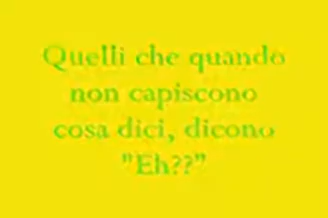 Quelli che quando
non capiscono
cosa dici, dicono
"Eh??"